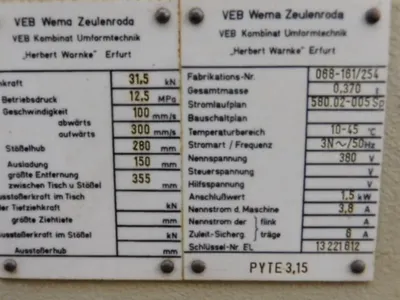 VEB Wema Zeulenroda
VEB Kombinat Umformtechnik
„Herbert Warnke" Erfurt
kraft 31,5 kN
Betriebsdruck 12,5 MPa
Geschwindigkeit 100 mm/s
abwärts
aufwärts 300 mm/s
Stößelhub 280 mm
Ausladung 150 mm
größte Entfernung 355 mm
zwischen Tisch u Stößel
Ausstoßerkraft im Tisch
der Tiefziehkraft kN
größte Ziehtiete mm
Ausstoßerkraft im Stößel kN
Ausstoßerhub mm
VEB Wema Zeulenroda
VEB Kombinat Umformtechnik
„Herbert Warnke" Erfurt
Fabrikations-Nr. 068-161/254
Gesamtmasse 0,370 t
Stromlaufplan 580.02-005 Sp
Bauschaltplan
Temperaturbereich 10-45 °C
Stromart / Frequenz 3N~/50 Hz
Nennspannung 380 V
Steuerspannung V
Hilfsspannung V
Anschlußwert 1,5 kW
Nennstrom d. Maschine 3,8 A
Nennstrom der flink A
Zuleit-Sicherg. träge 6 A
Schlüssel-Nr. EL 13 221 612
PYTE 3,15